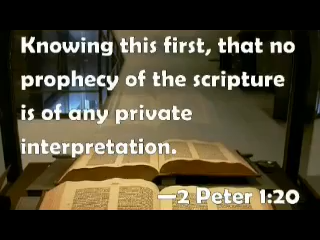 Knowing this first, that no
prophecy of the scripture
is of any private
interpretation.
—2 Peter 1:20